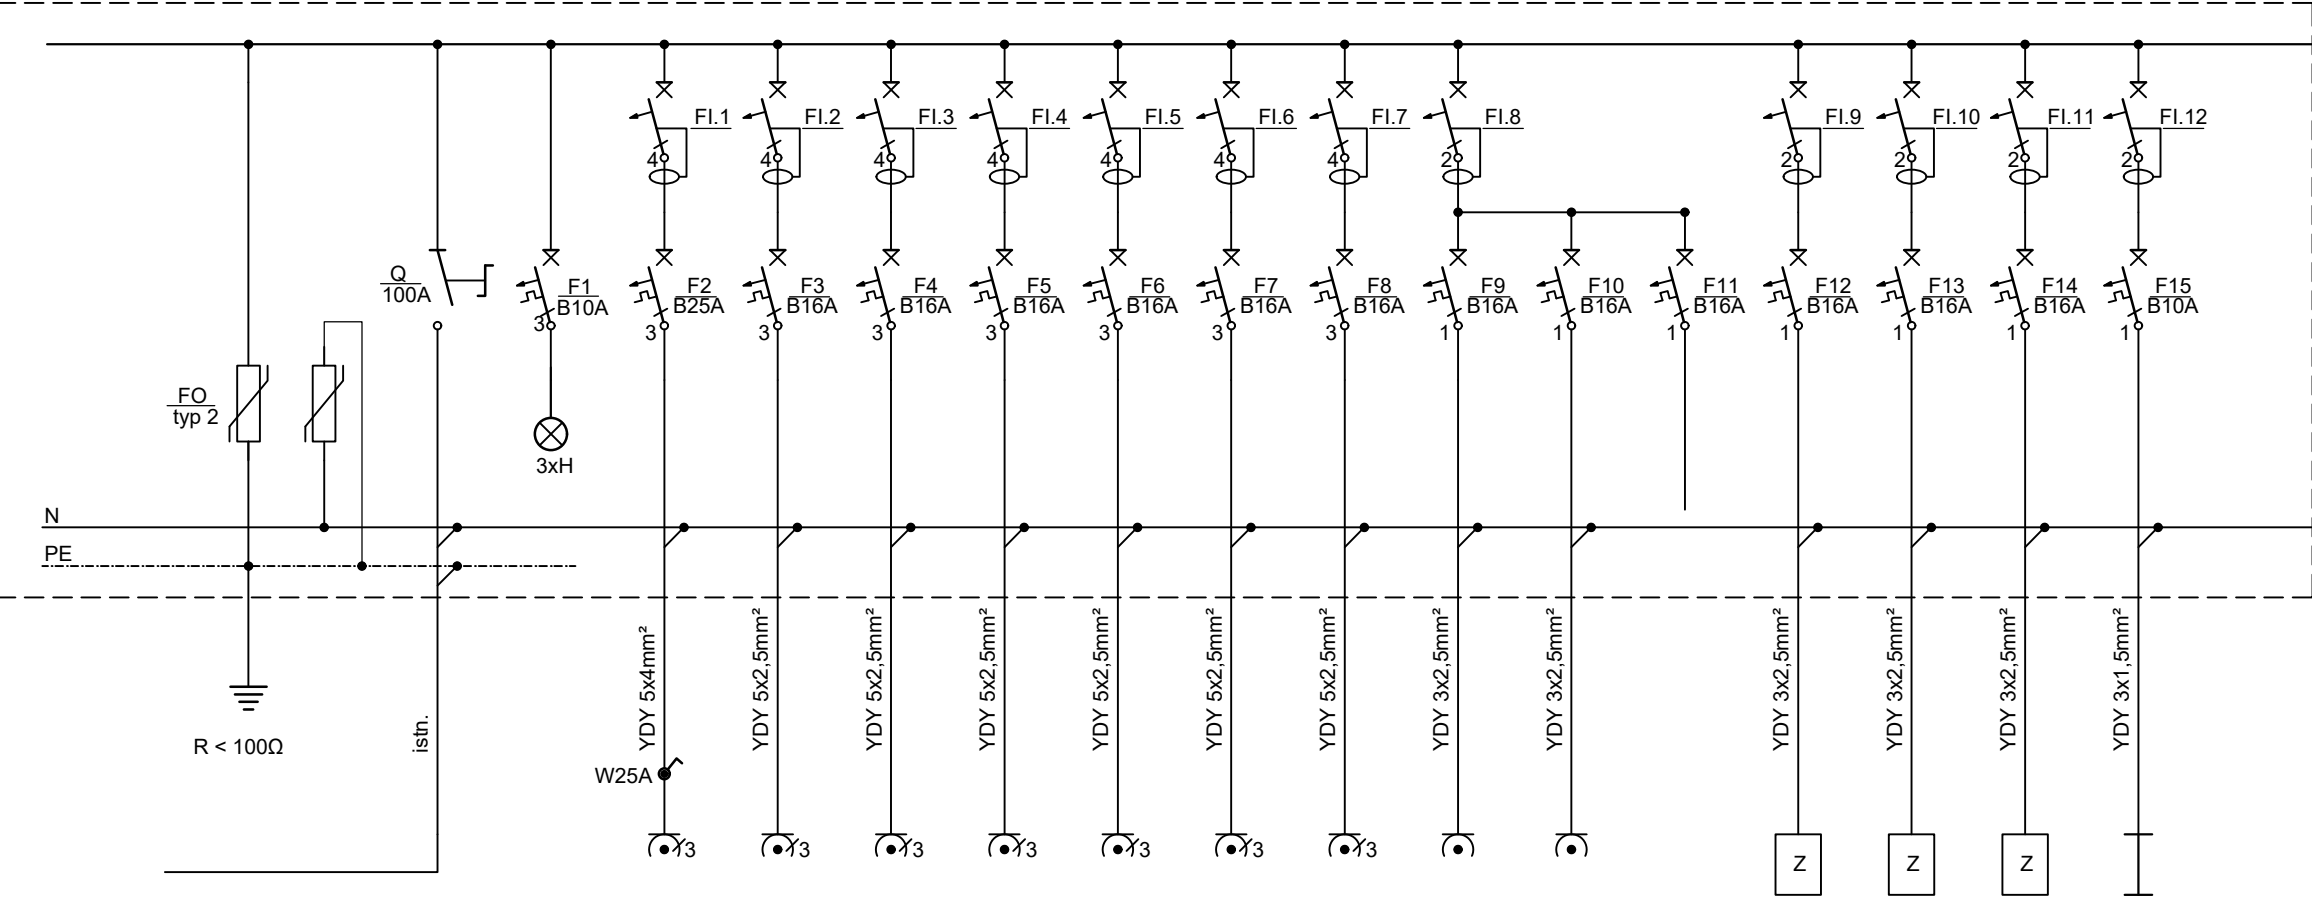 FI.1 FI.2 FI.3 FI.4 FI.5 FI.6 FI.7 FI.8 FI.9 FI.10 FI.11 FI.12
4 4 4 4 4 4 4 2 2 2 2 2
Q
100A
F1
B10A
F2
B25A
F3
B16A
F4
B16A
F5
B16A
F6
B16A
F7
B16A
F8
B16A
F9
B16A
F10
B16A
F11
B16A
F12
B16A
F13
B16A
F14
B16A
F15
B10A
3 3 3 3 3 3 3 3 1 1 1 1 1 1 1
FO
typ 2
3xH
N
PE
R < 100Ω
istn.
YDY 5x4mm²
YDY 5x2,5mm²
YDY 5x2,5mm²
YDY 5x2,5mm²
YDY 5x2,5mm²
YDY 5x2,5mm²
YDY 5x2,5mm²
YDY 3x2,5mm²
YDY 3x2,5mm²
YDY 3x2,5mm²
YDY 3x2,5mm²
YDY 3x2,5mm²
YDY 3x1,5mm²
W25A
3 3 3 3 3 3 3
Z Z Z